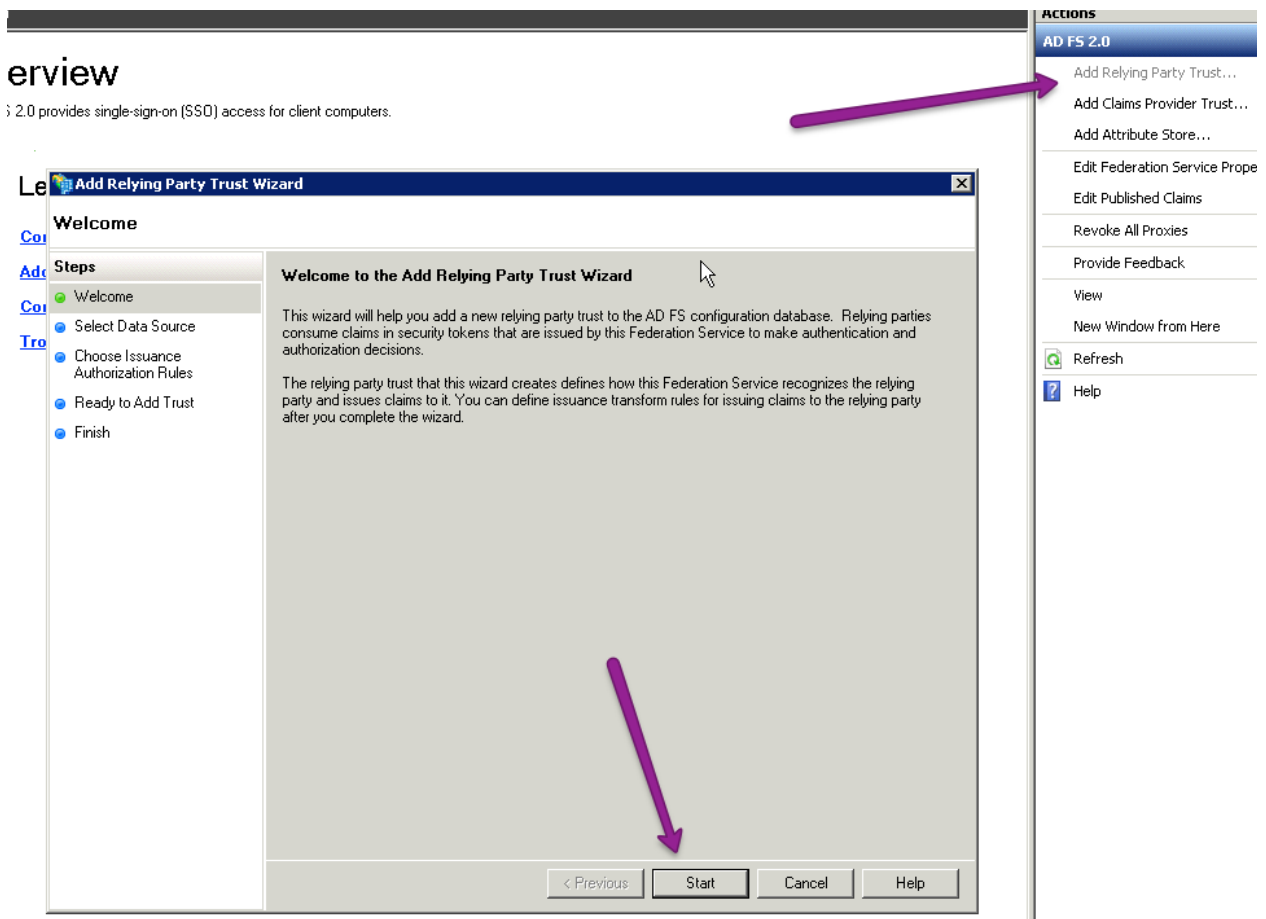 erview
5 2.0 provides single-sign-on (SSO) access for client computers.
Le
Add Relying Party Trust Wizard
Welcome
Steps
Welcome
Select Data Source
Choose Issuance
Authorization Rules
Ready to Add Trust
Finish
Welcome to the Add Relying Party Trust Wizard
This wizard will help you add a new relying party trust to the AD FS configuration database. Relying parties
consume claims in security tokens that are issued by this Federation Service to make authentication and
authorization decisions.
The relying party trust that this wizard creates defines how this Federation Service recognizes the relying
party and issues claims to it. You can define issuance transform rules for issuing claims to the relying party
after you complete the wizard.
< Previous
Start
Cancel
Help
Tro
Actions
AD FS 2.0
Add Relying Party Trust...
Add Claims Provider Trust...
Add Attribute Store...
Edit Federation Service Prope
Edit Published Claims
Revoke All Proxies
Provide Feedback
View
New Window from Here
Refresh
Help